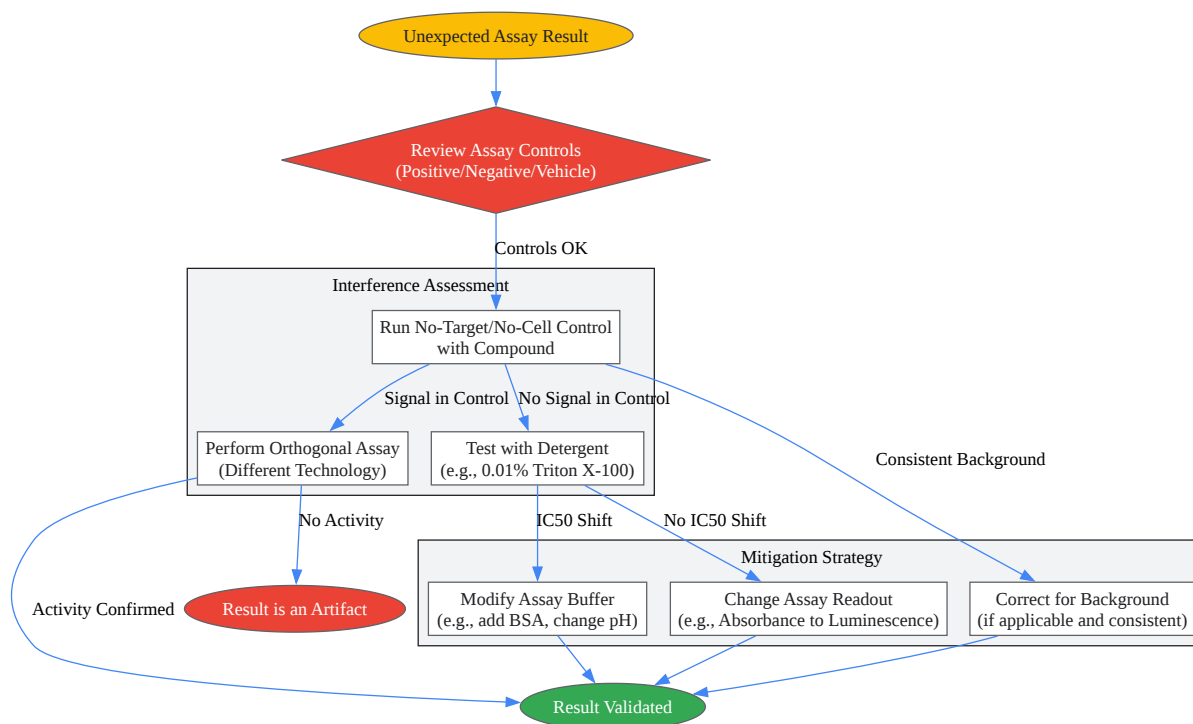 Unexpected Assay Result
Review Assay Controls
(Positive/Negative/Vehicle)
Controls OK
Interference Assessment
Run No-Target/No-Cell Control
with Compound
Signal in Control
No Signal in Control
Perform Orthogonal Assay
(Different Technology)
Test with Detergent
(e.g., 0.01% Triton X-100)
Consistent Background
No Activity
IC50 Shift
No IC50 Shift
Mitigation Strategy
Activity Confirmed
Result is an Artifact
Modify Assay Buffer
(e.g., add BSA, change pH)
Change Assay Readout
(e.g., Absorbance to Luminescence)
Correct for Background
(if applicable and consistent)
Result Validated